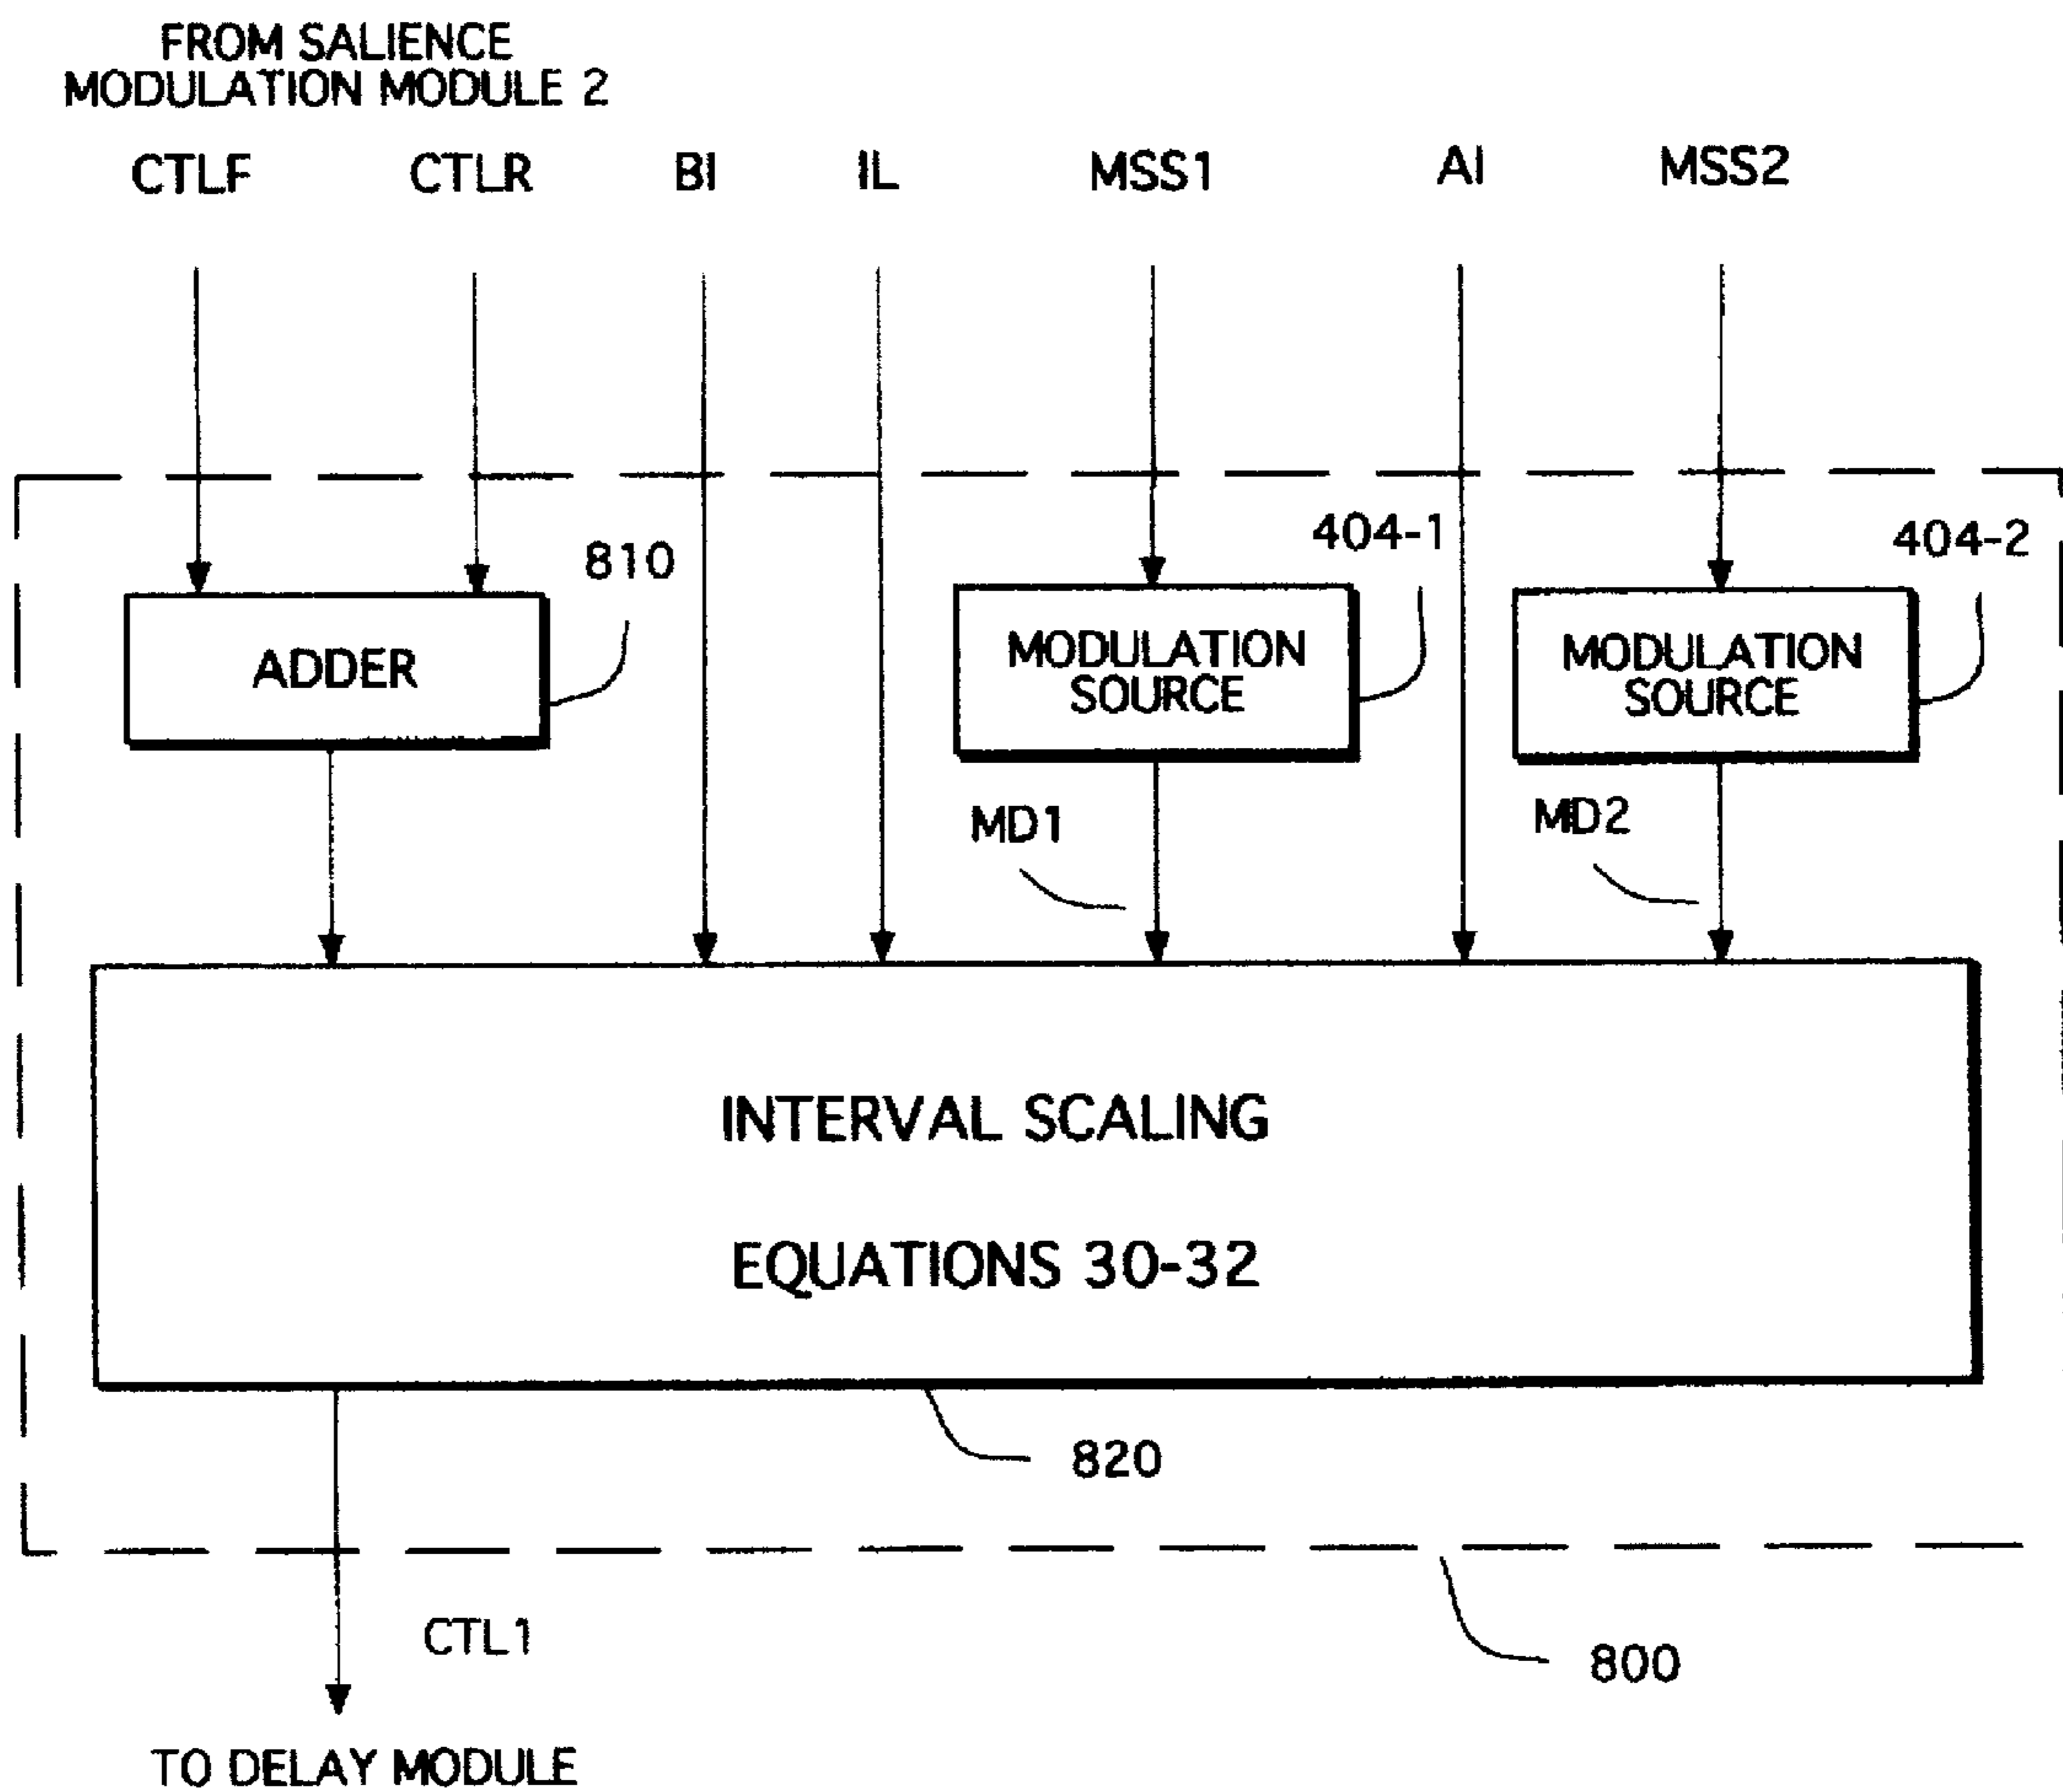 FROM SALIENCE
MODULATION MODULE 2
CTLF CTLR BI IL MSS1 AI MSS2
810
404-1
404-2
ADDER
MODULATION
SOURCE
MODULATION
SOURCE
MD1
MD2
INTERVAL SCALING
EQUATIONS 30-32
820
CTL1
800
TO DELAY MODULE